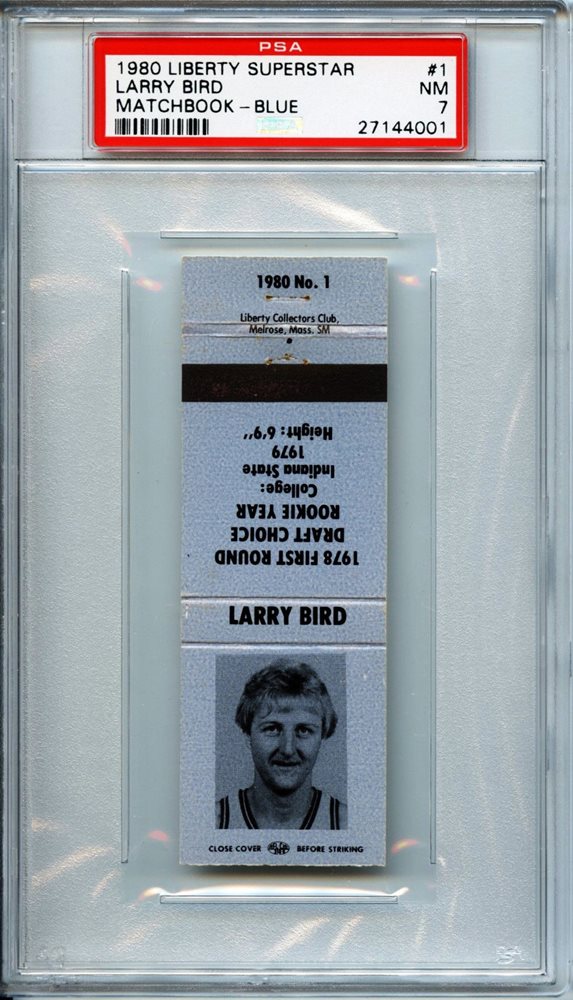 PSA
1980 LIBERTY SUPERSTAR #1
LARRY BIRD NM
MATCHBOOK - BLUE 7
27144001
1980 No. 1
Liberty Collectors Club,
Melrose, Mass. SM
1978 FIRST ROUND
DRAFT CHOICE
ROOKIE YEAR
College:
Indiana State
1979
Height: 6'9''
LARRY BIRD
CLOSE COVER BEFORE STRIKING